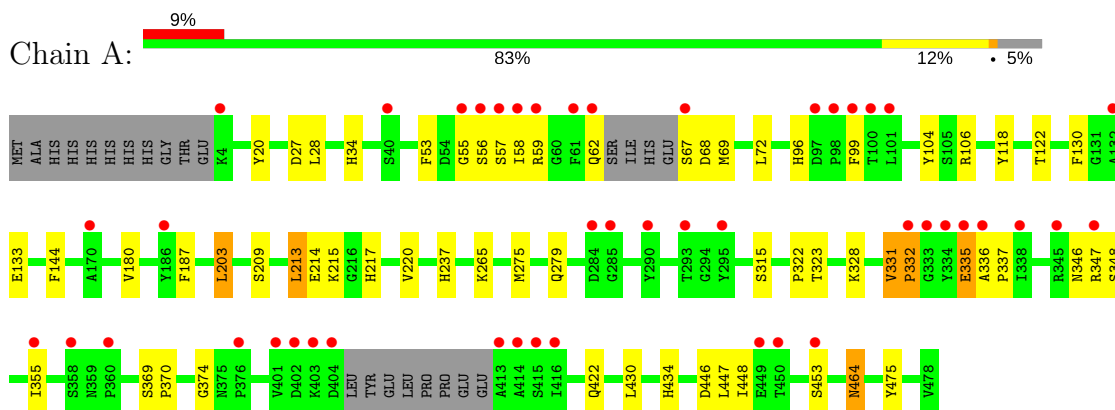 9%
Chain A:
83% 12% • 5%
MET ALA HIS HIS HIS HIS HIS HIS GLY THR GLU K4 Y20 D27 L28 H34 S40 F53 D54 G55 S56 S57 I58 R59 G60 F61 Q62 SER ILE HIS GLU S67 D68 M69 L72 H96 D97 P98 F99 T100 L101 Y104 S105 R106 Y118 T122 F130 G131 A132
E133 F144 A170 V180 Y186 F187 L203 S209 L213 E214 K215 G216 H217 V220 H237 K265 M275 Q279 D284 G285 Y290 T293 G294 Y295 S315 P322 T323 K328 V331 P332 G333 Y334 E335 A336 P337 I338 R345 N346 R347 S348
I355 S358 N359 P360 S369 P370 G374 N375 P376 V401 D402 K403 D404 LEU TYR GLU LEU PRO PRO GLU GLU A413 A414 S415 I416 Q422 L430 H434 D446 L447 I448 E449 T450 S453 N464 Y475 V478